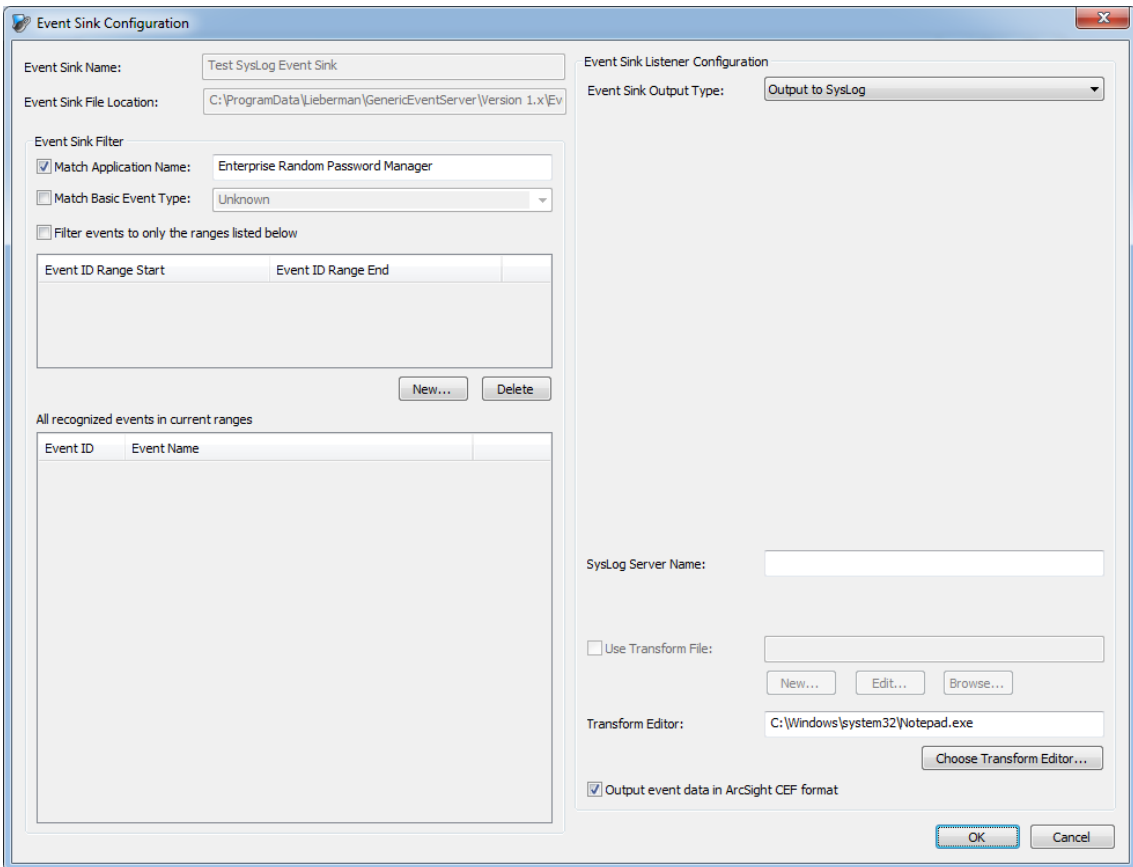 Event Sink Configuration
Event Sink Name: Test SysLog Event Sink
Event Sink File Location: C:\ProgramData\Lieberman\GenericEventServer\Version 1.x\Ev
Event Sink Filter
Match Application Name: Enterprise Random Password Manager
Match Basic Event Type: Unknown
Filter events to only the ranges listed below
Event ID Range Start Event ID Range End
New... Delete
All recognized events in current ranges
Event ID Event Name
Event Sink Listener Configuration
Event Sink Output Type: Output to SysLog
SysLog Server Name:
Use Transform File:
New... Edit... Browse...
Transform Editor: C:\Windows\system32\Notepad.exe
Choose Transform Editor...
Output event data in ArcSight CEF format
OK Cancel